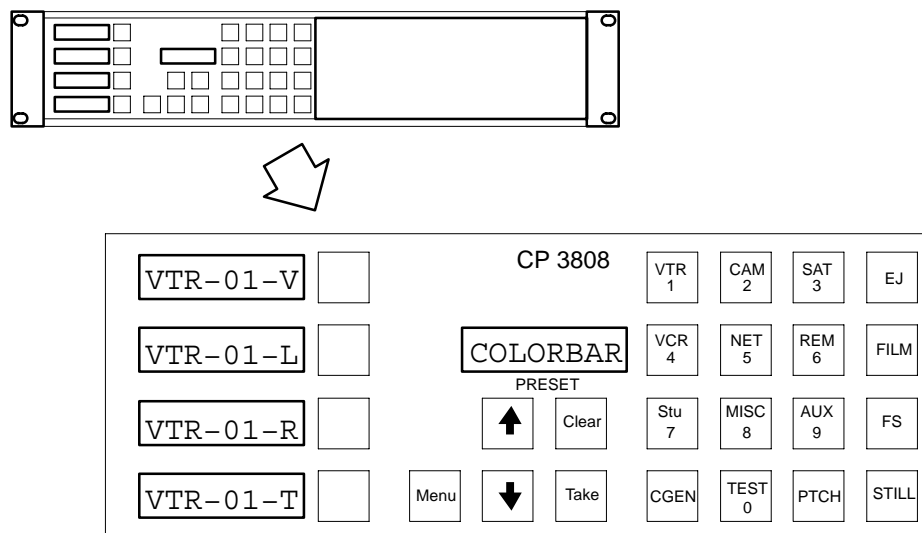 CP 3808
VTR-01-V
VTR
1
CAM
2
SAT
3
EJ
VTR-01-L
COLORBAR
PRESET
VCR
4
NET
5
REM
6
FILM
VTR-01-R
Clear
Stu
7
MISC
8
AUX
9
FS
VTR-01-T
Menu
Take
CGEN
TEST
0
PTCH
STILL